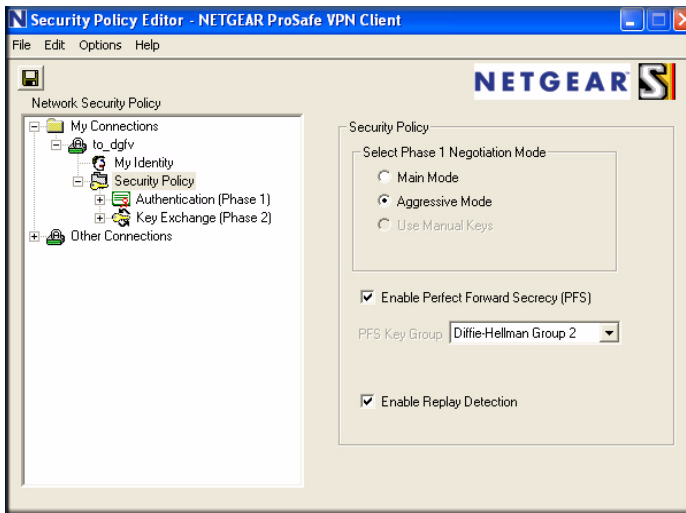 Security Policy Editor - NETGEAR ProSafe VPN Client
File Edit Options Help
NETGEAR S
Network Security Policy
My Connections
to_dgfv
My Identity
Security Policy
Authentication (Phase 1)
Key Exchange (Phase 2)
Other Connections
Security Policy
Select Phase 1 Negotiation Mode
Main Mode
Aggressive Mode
Use Manual Keys
Enable Perfect Forward Secrecy (PFS)
PFS Key Group Diffie-Hellman Group 2
Enable Replay Detection